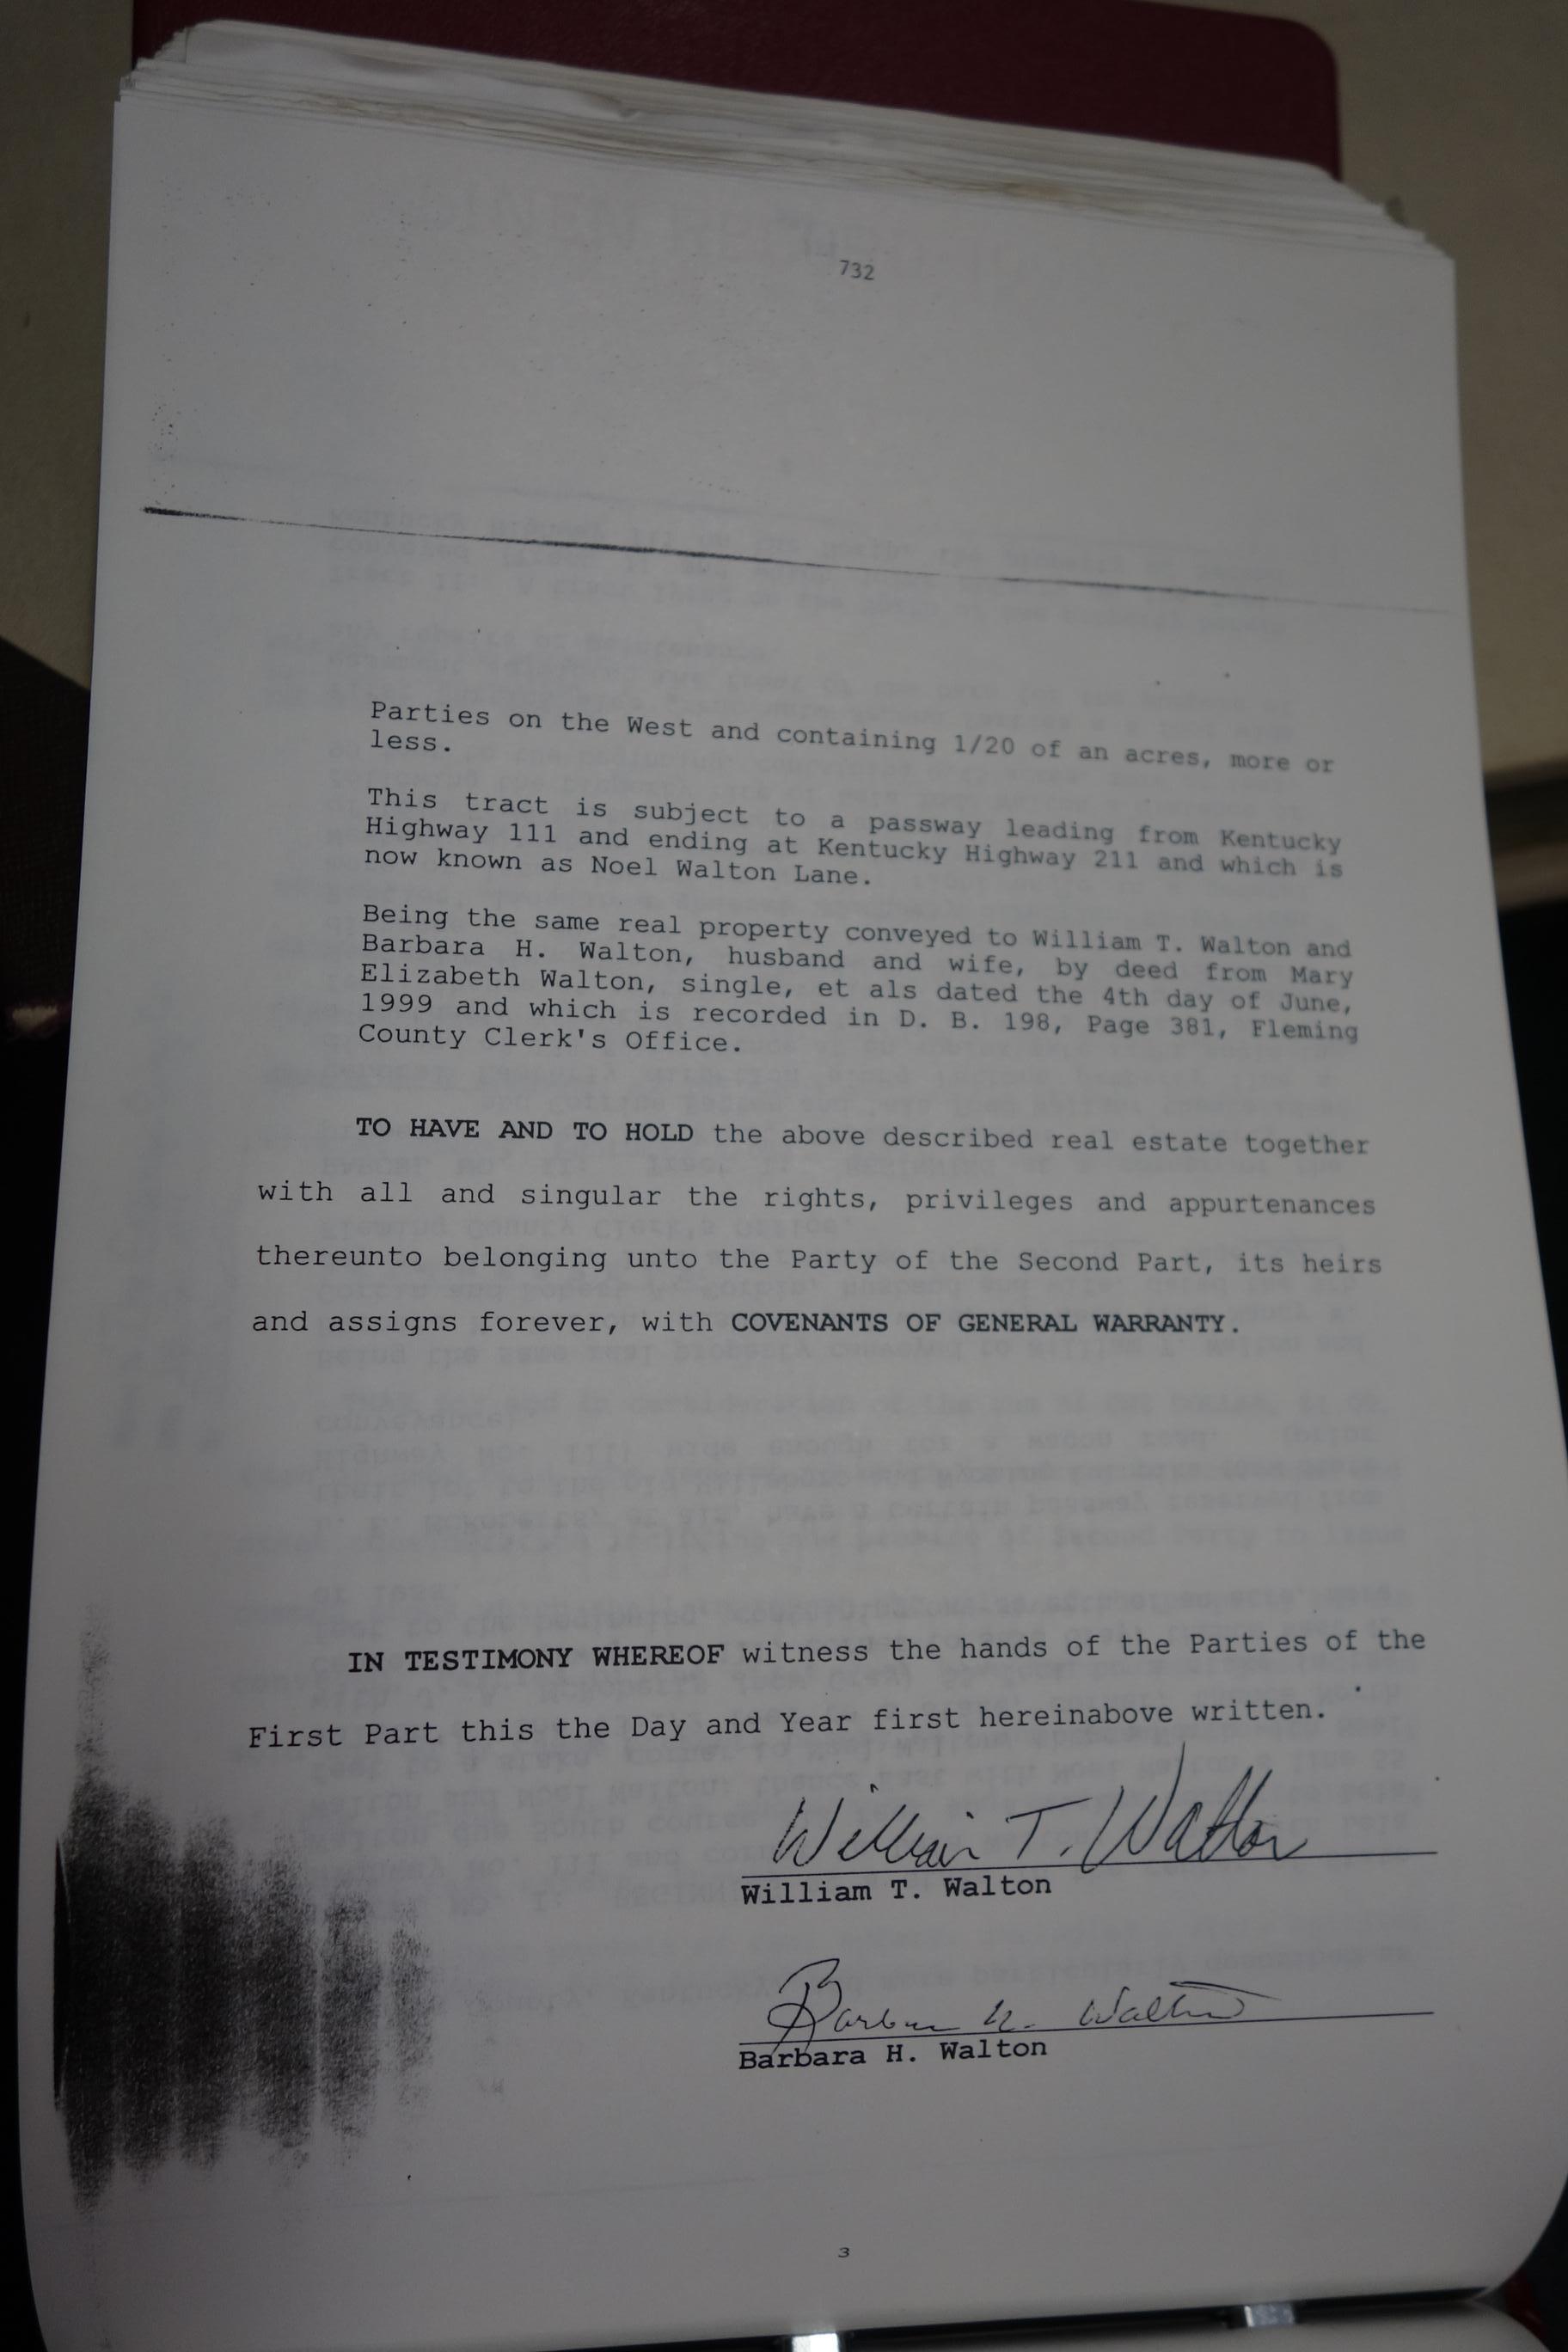 732
Parties on the West and containing 1/20 of an acres, more or
less.
This tract is subject to a passway leading from Kentucky
Highway 111 and ending at Kentucky Highway 211 and which is
now known as Noel Walton Lane.
Being the same real property conveyed to William T. Walton and
Barbara H. Walton, husband and wife, by deed from Mary
Elizabeth Walton, single, et als dated the 4th day of June,
1999 and which is recorded in D. B. 198, Page 381, Fleming
County Clerk's Office.
TO HAVE AND TO HOLD the above described real estate together
with all and singular the rights, privileges and appurtenances
thereunto belonging unto the Party of the Second Part, its heirs
and assigns forever, with COVENANTS OF GENERAL WARRANTY.
IN TESTIMONY WHEREOF witness the hands of the Parties of the
First Part this the Day and Year first hereinabove written.
William T. Walton
William T. Walton
Barbara H. Walton
Barbara H. Walton
3